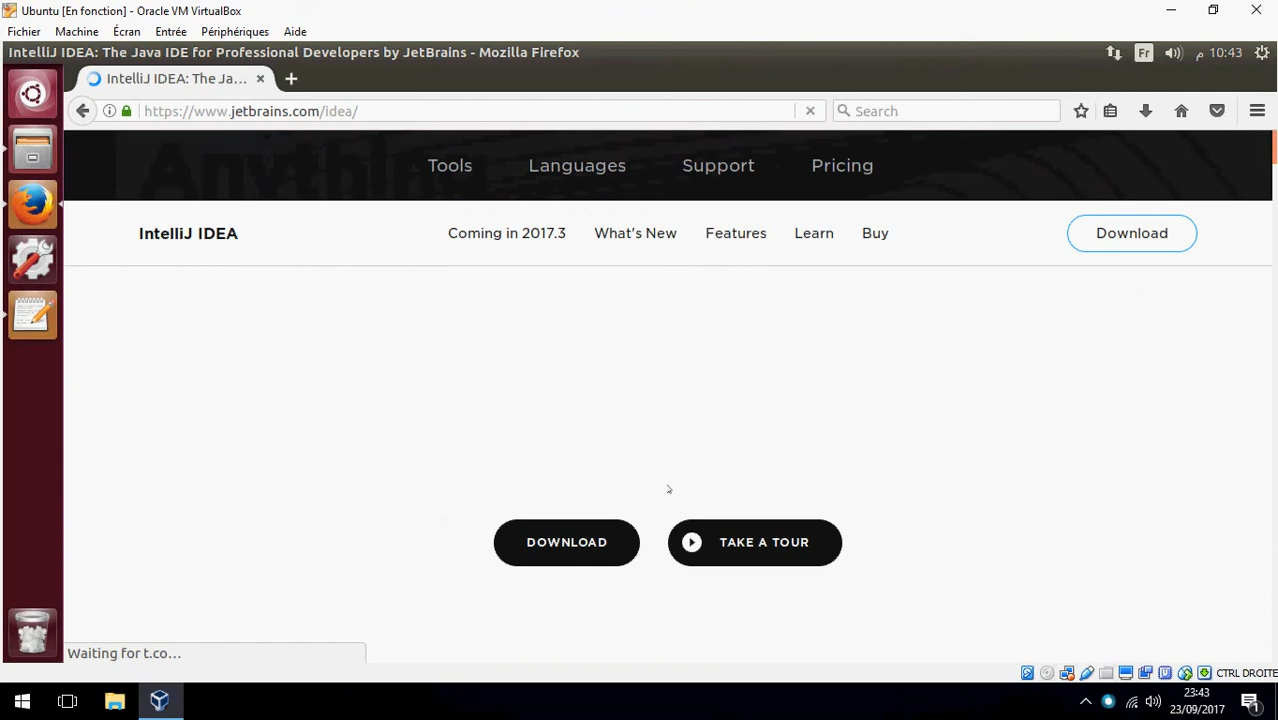 Ubuntu [En fonction] - Oracle VM VirtualBox
Fichier Machine Écran Entrée Périphériques Aide
IntelliJ IDEA: The Java IDE for Professional Developers by JetBrains - Mozilla Firefox
Fr م 10:43
IntelliJ IDEA: The Ja...
https://www.jetbrains.com/idea/
Search
Anything
Tools Languages Support Pricing
IntelliJ IDEA Coming in 2017.3 What's New Features Learn Buy Download
DOWNLOAD TAKE A TOUR
Waiting for t.co...
CTRL DROITE
23:43
23/09/2017
1